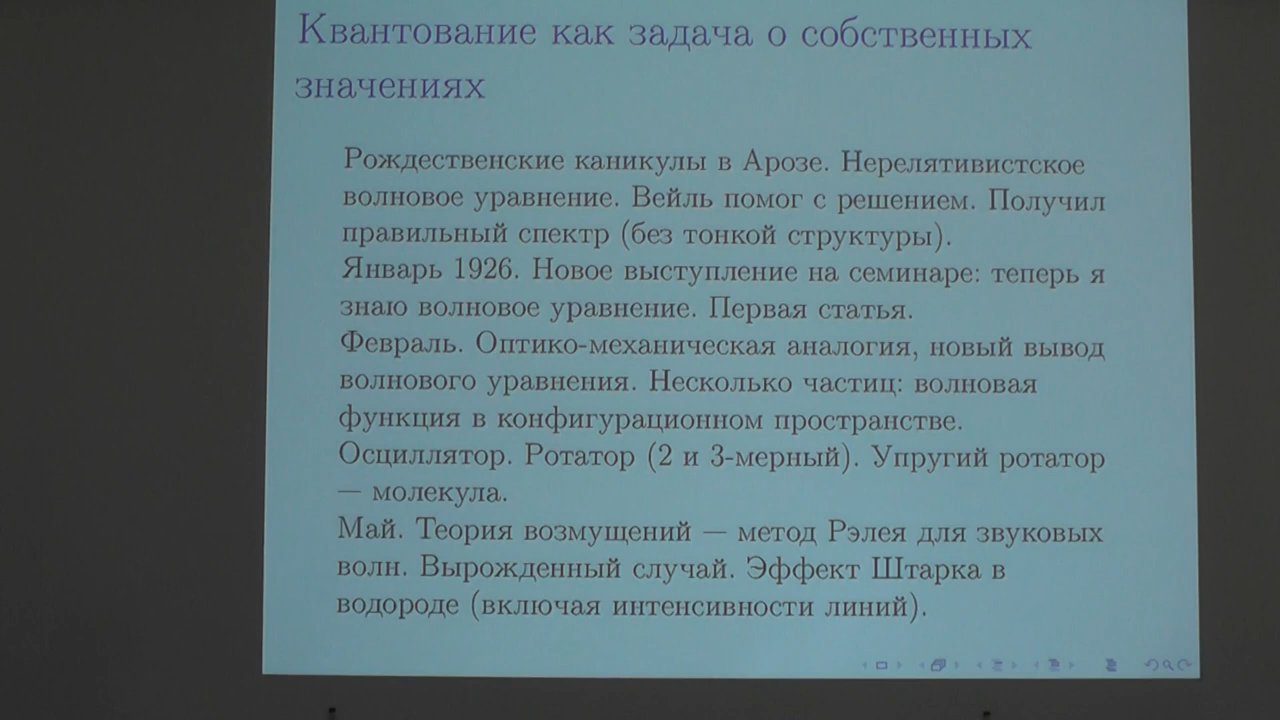 Квантование как задача о собственных
значениях
Рождественские каникулы в Арозе. Нерелятивистское
волновое уравнение. Вейль помог с решением. Получил
правильный спектр (без тонкой структуры).
Январь 1926. Новое выступление на семинаре: теперь я
знаю волновое уравнение. Первая статья.
Февраль. Оптико-механическая аналогия, новый вывод
волнового уравнения. Несколько частиц: волновая
функция в конфигурационном пространстве.
Осциллятор. Ротатор (2 и 3-мерный). Упругий ротатор
— молекула.
Май. Теория возмущений — метод Рэлея для звуковых
волн. Вырожденный случай. Эффект Штарка в
водороде (включая интенсивности линий).